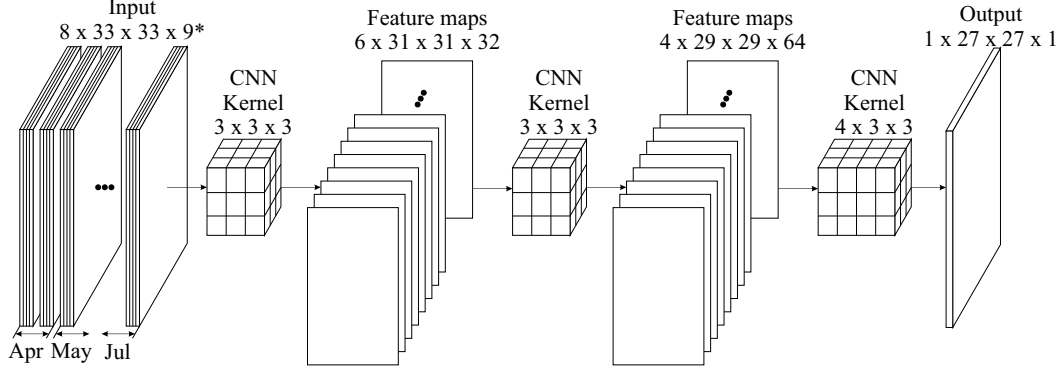 Input
8 x 33 x 33 x 9*
Feature maps
6 x 31 x 31 x 32
Feature maps
4 x 29 x 29 x 64
Output
1 x 27 x 27 x 1
CNN
Kernel
3 x 3 x 3
CNN
Kernel
3 x 3 x 3
CNN
Kernel
4 x 3 x 3
Apr
May
Jul